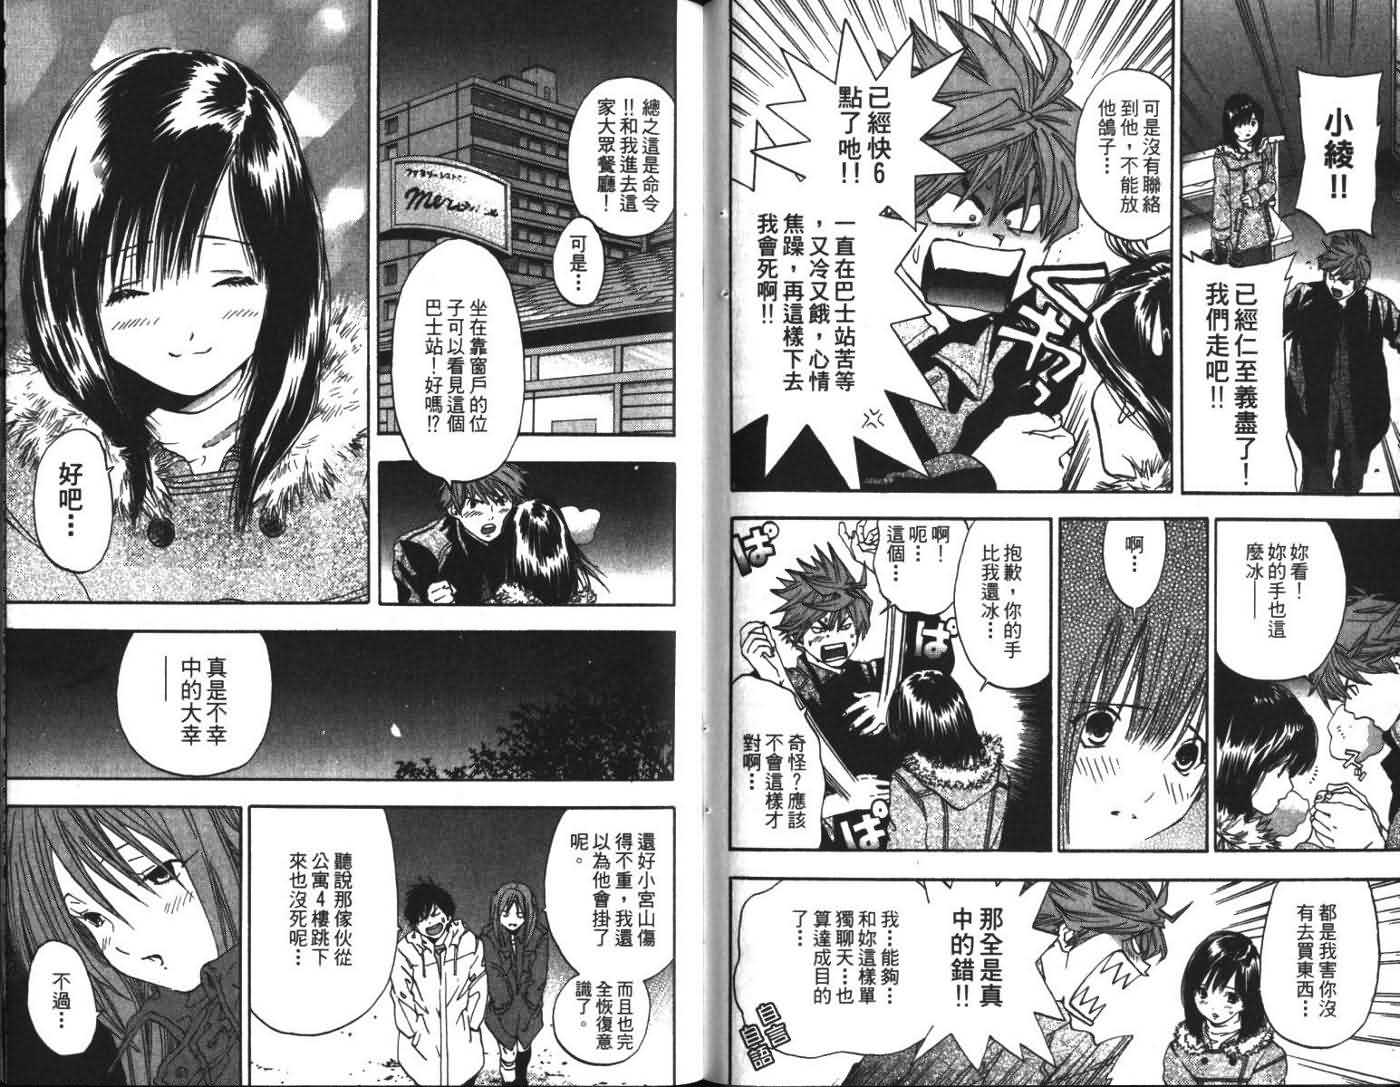 小綾!!
已經仁至義盡了!
我們走吧!!
可是沒有聯絡
到他,不能放
他鴿子…
已經快6
點了吔!!
一直在巴士站苦等
,又冷又餓,心情
焦躁,再這樣下去
我會死啊!!
妳看!
妳的手也這
麼冰——
啊…
抱歉,你的手
比我還冰…
啊!
呃…
這個…
ぱ
ぱ
ぱ
奇怪?應該
不會這樣才
對啊…
都是我害你沒
有去買東西…
那全是真
中的錯!!
我…能夠…
和妳這樣單
獨聊天…也
算達成目的
了…
自言
自語
總之這是命令
!!和我進去這
家大眾餐廳!
可是…
坐在靠窗戶的位
子可以看見這個
巴士站!好嗎!?
好吧…
真是不幸
中的大幸
——
還好小宮山傷
得不重,我還
以為他會掛了
呢。
而且也完
全恢復意
識了。
聽說那傢伙從
公寓4樓跳下
來也沒死呢…
不過…